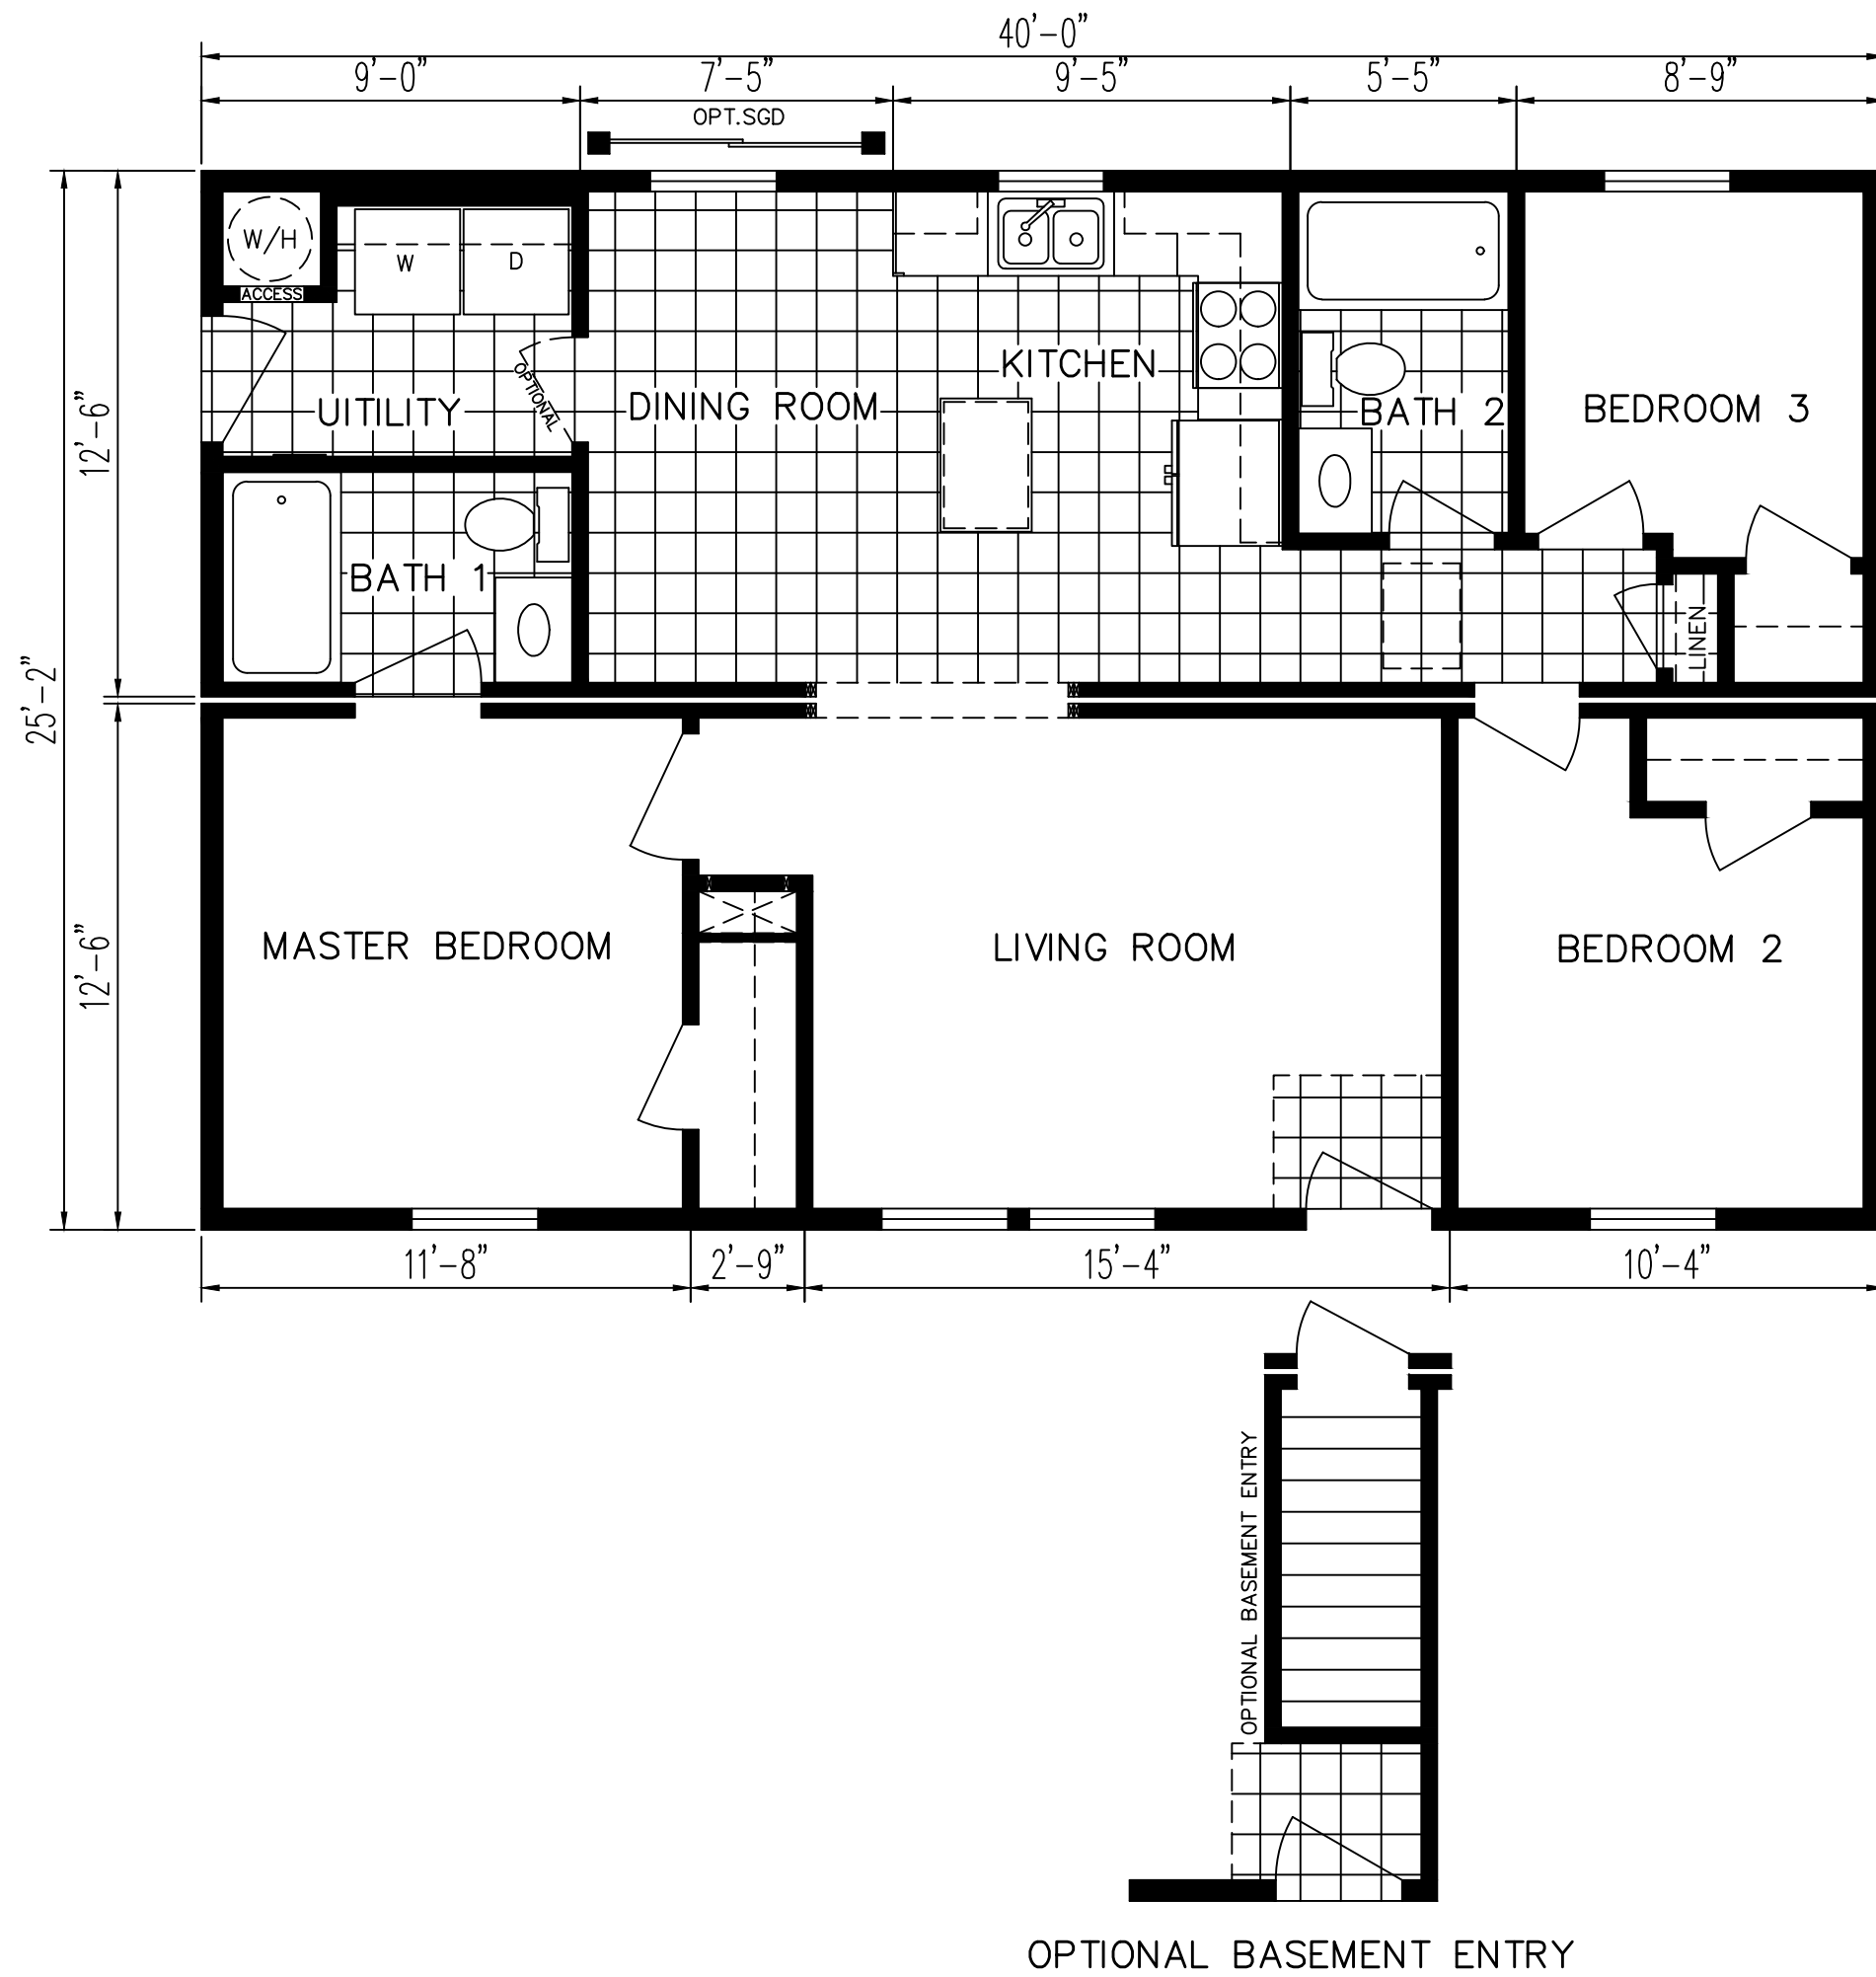 40'-0"
9'-0" 7'-5" 9'-5" 5'-5" 8'-9"
OPT.SGD
W/H
W
D
ACCESS
OPTIONAL
UITILITY
DINING ROOM
KITCHEN
BATH 2
BEDROOM 3
12'-6"
BATH 1
LINEN
25'-2"
12'-6"
MASTER BEDROOM
LIVING ROOM
BEDROOM 2
11'-8" 2'-9" 15'-4" 10'-4"
OPTIONAL BASEMENT ENTRY
OPTIONAL BASEMENT ENTRY